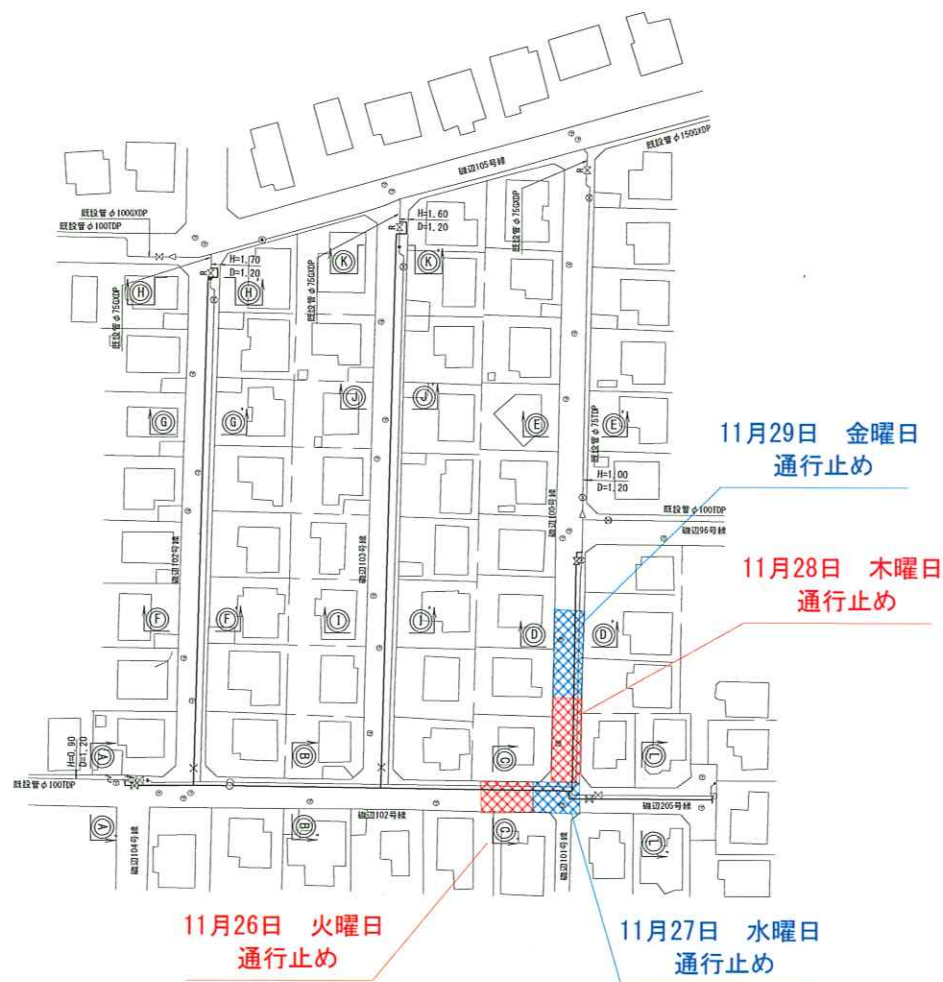 既設管φ150GXDP
磯辺105号線
既設管φ100GXDP
既設管φ100TDP
既設管φ75GXDP
H=1.60
D=1.20
R
R
R
H=1.70
D=1.20
K
K'
H
H'
既設管φ75GXDP
既設管φ75GXDP
J
J'
G
G'
E
E'
既設管φ75TDP
11月29日 金曜日
通行止め
H=1.00
D=1.20
既設管φ100TDP
磯辺96号線
磯辺100号線
磯辺102号線
磯辺103号線
11月28日 木曜日
通行止め
F
F'
I
I'
D
D'
H=0.90
D=1.20
A
B
C
L
既設管φ100TDP
磯辺102号線
磯辺205号線
A'
B'
C'
L'
磯辺104号線
磯辺101号線
11月26日 火曜日
通行止め
11月27日 水曜日
通行止め